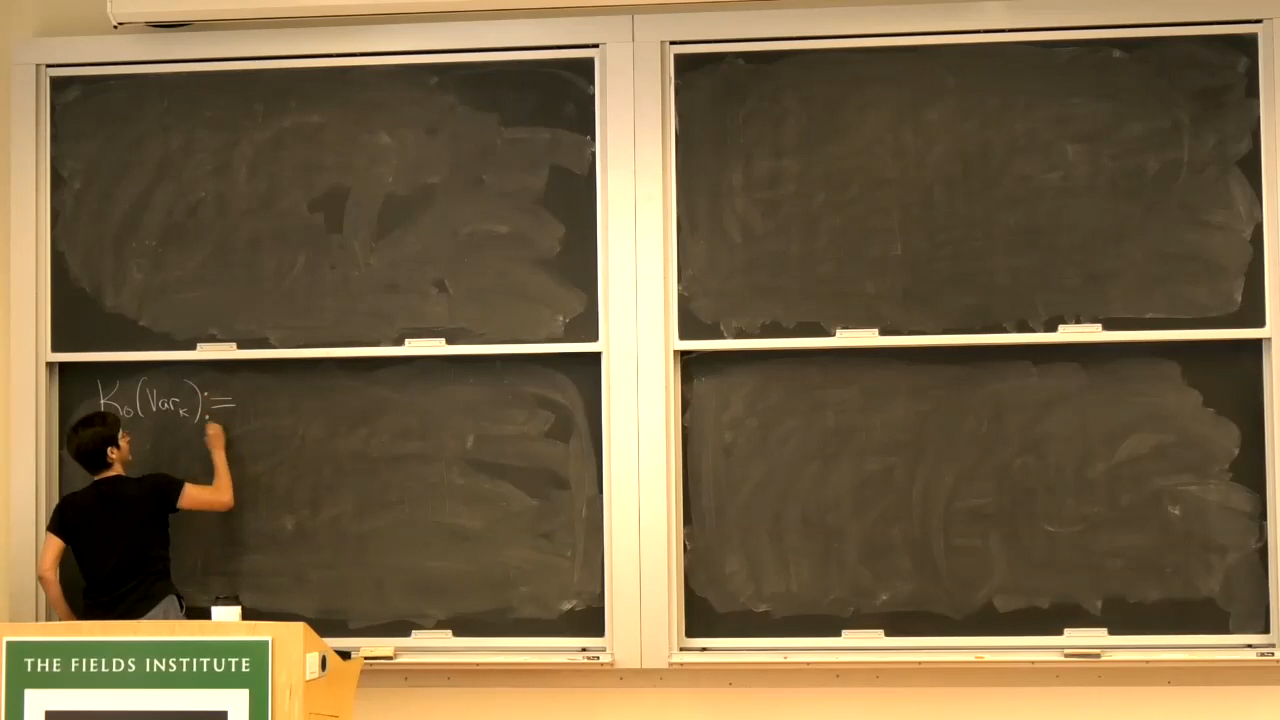 K₀(Var_k) :=
THE FIELDS INSTITUTE